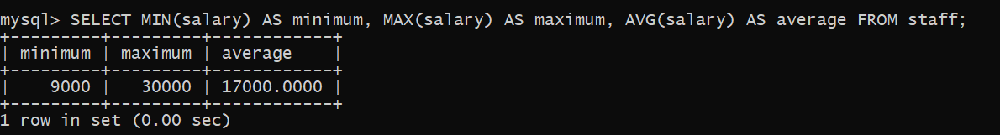 mysql> SELECT MIN(salary) AS minimum, MAX(salary) AS maximum, AVG(salary) AS average FROM staff;
+---------+---------+------------+
| minimum | maximum | average    |
+---------+---------+------------+
|    9000 |   30000 | 17000.0000 |
+---------+---------+------------+
1 row in set (0.00 sec)